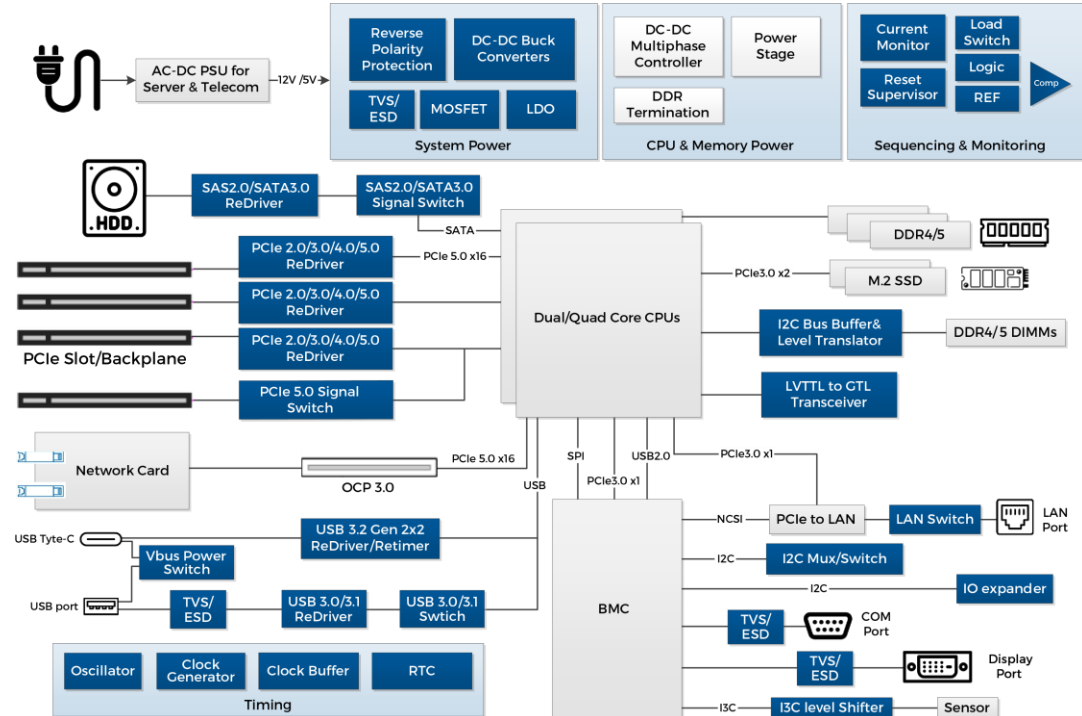 AC-DC PSU for
Server & Telecom
12V /5V
Reverse
Polarity
Protection
DC-DC Buck
Converters
TVS/
ESD
MOSFET
LDO
System Power
DC-DC
Multiphase
Controller
Power
Stage
DDR
Termination
CPU & Memory Power
Current
Monitor
Load
Switch
Logic
Reset
Supervisor
REF
Comp
Sequencing & Monitoring
HDD
SAS2.0/SATA3.0
ReDriver
SAS2.0/SATA3.0
Signal Switch
SATA
PCIe 2.0/3.0/4.0/5.0
ReDriver
PCIe 5.0 x16
PCIe 2.0/3.0/4.0/5.0
ReDriver
PCIe 2.0/3.0/4.0/5.0
ReDriver
PCIe Slot/Backplane
PCIe 5.0 Signal
Switch
Dual/Quad Core CPUs
DDR4/5
PCIe3.0 x2
M.2 SSD
I2C Bus Buffer&
Level Translator
DDR4/5 DIMMs
LVTTL to GTL
Transceiver
Network Card
OCP 3.0
PCIe 5.0 x16
USB
SPI
PCIe3.0 x1
USB2.0
PCIe3.0 x1
USB Tyte-C
USB 3.2 Gen 2x2
ReDriver/Retimer
Vbus Power
Switch
USB port
TVS/
ESD
USB 3.0/3.1
ReDriver
USB 3.0/3.1
Swtich
BMC
NCSI
PCIe to LAN
LAN Switch
LAN
Port
I2C
I2C Mux/Switch
I2C
IO expander
TVS/
ESD
COM
Port
TVS/
ESD
Display
Port
I3C
I3C level Shifter
Sensor
Oscillator
Clock
Generator
Clock Buffer
RTC
Timing